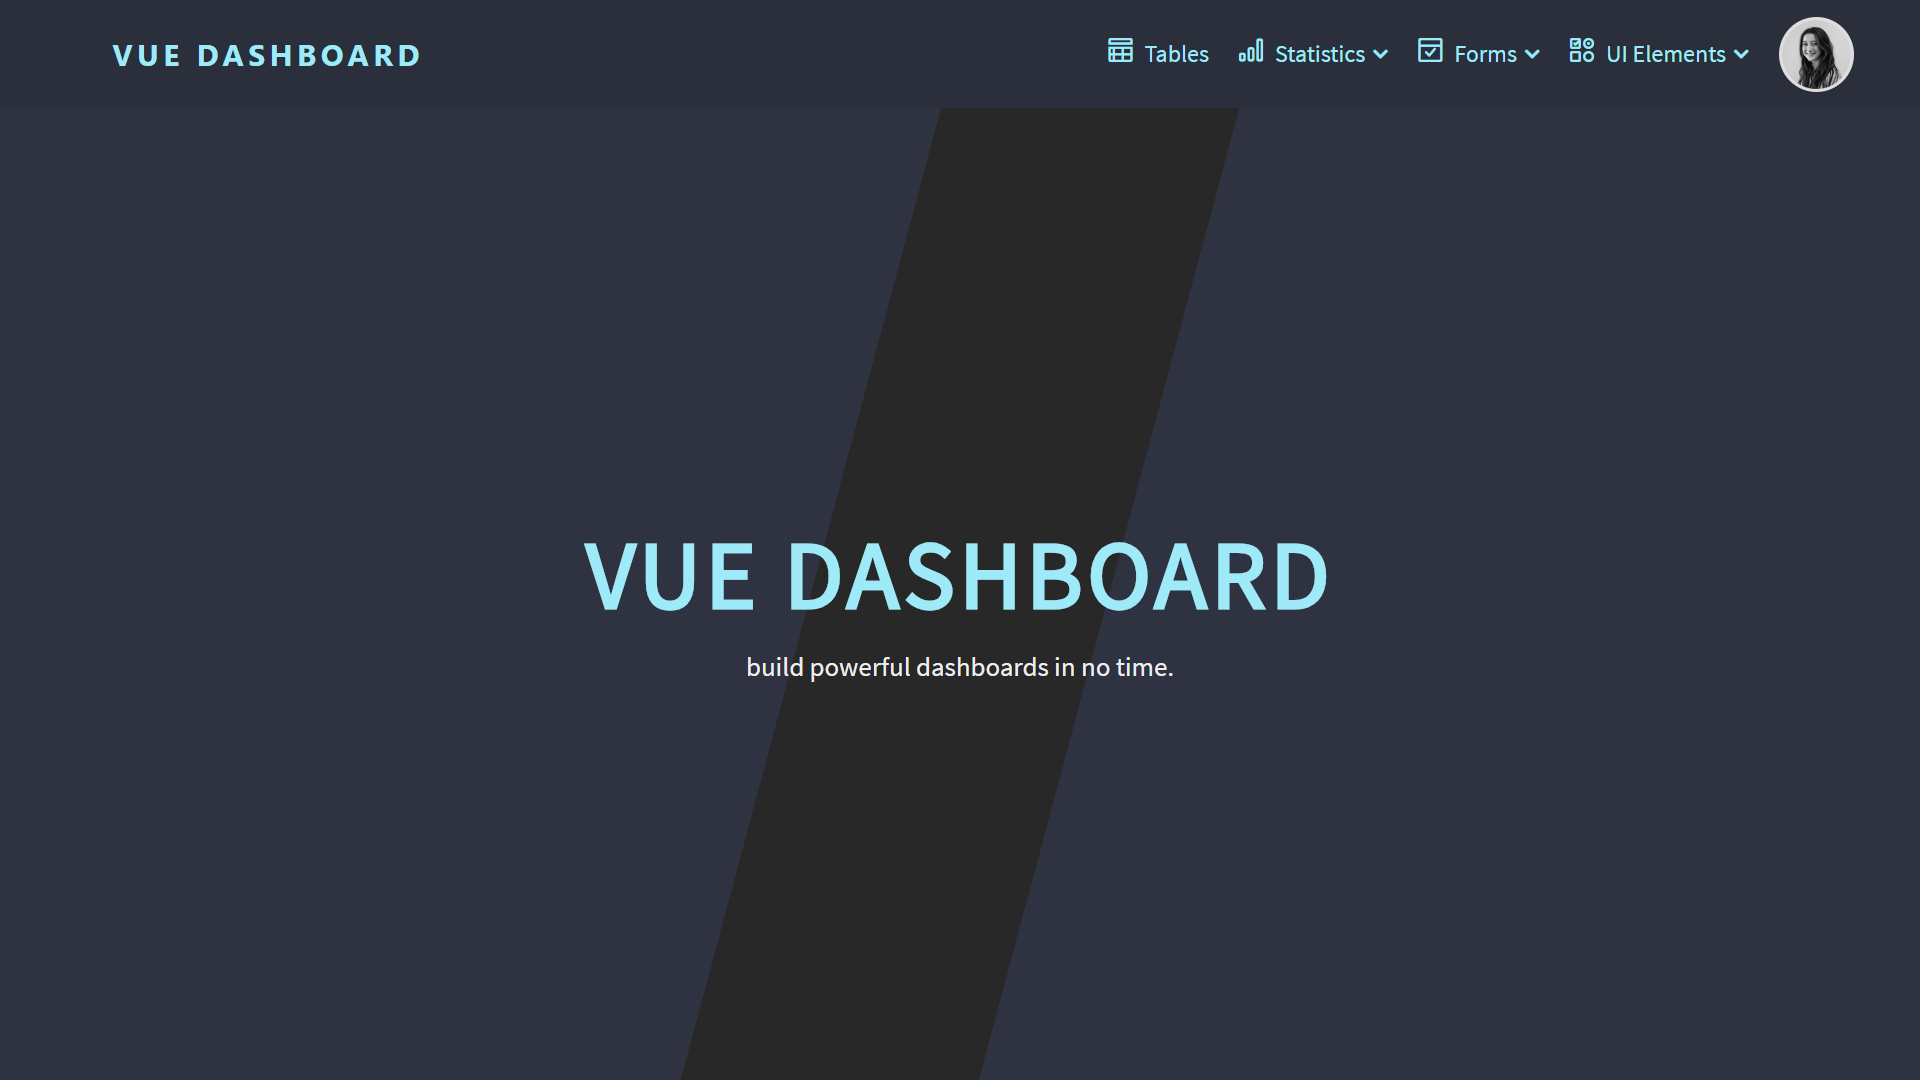 VUE DASHBOARD
Tables
Statistics
Forms
UI Elements
VUE DASHBOARD
build powerful dashboards in no time.